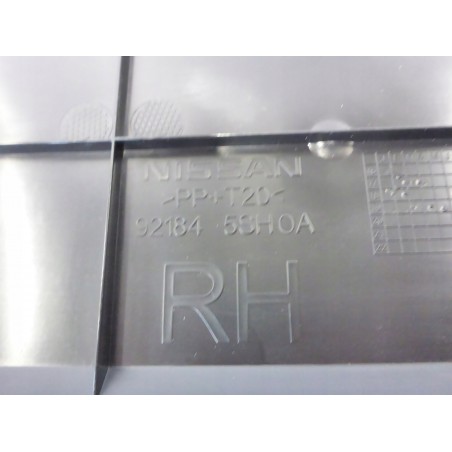 NISSAN
>PP+T20<
92184 5SH0A
RH